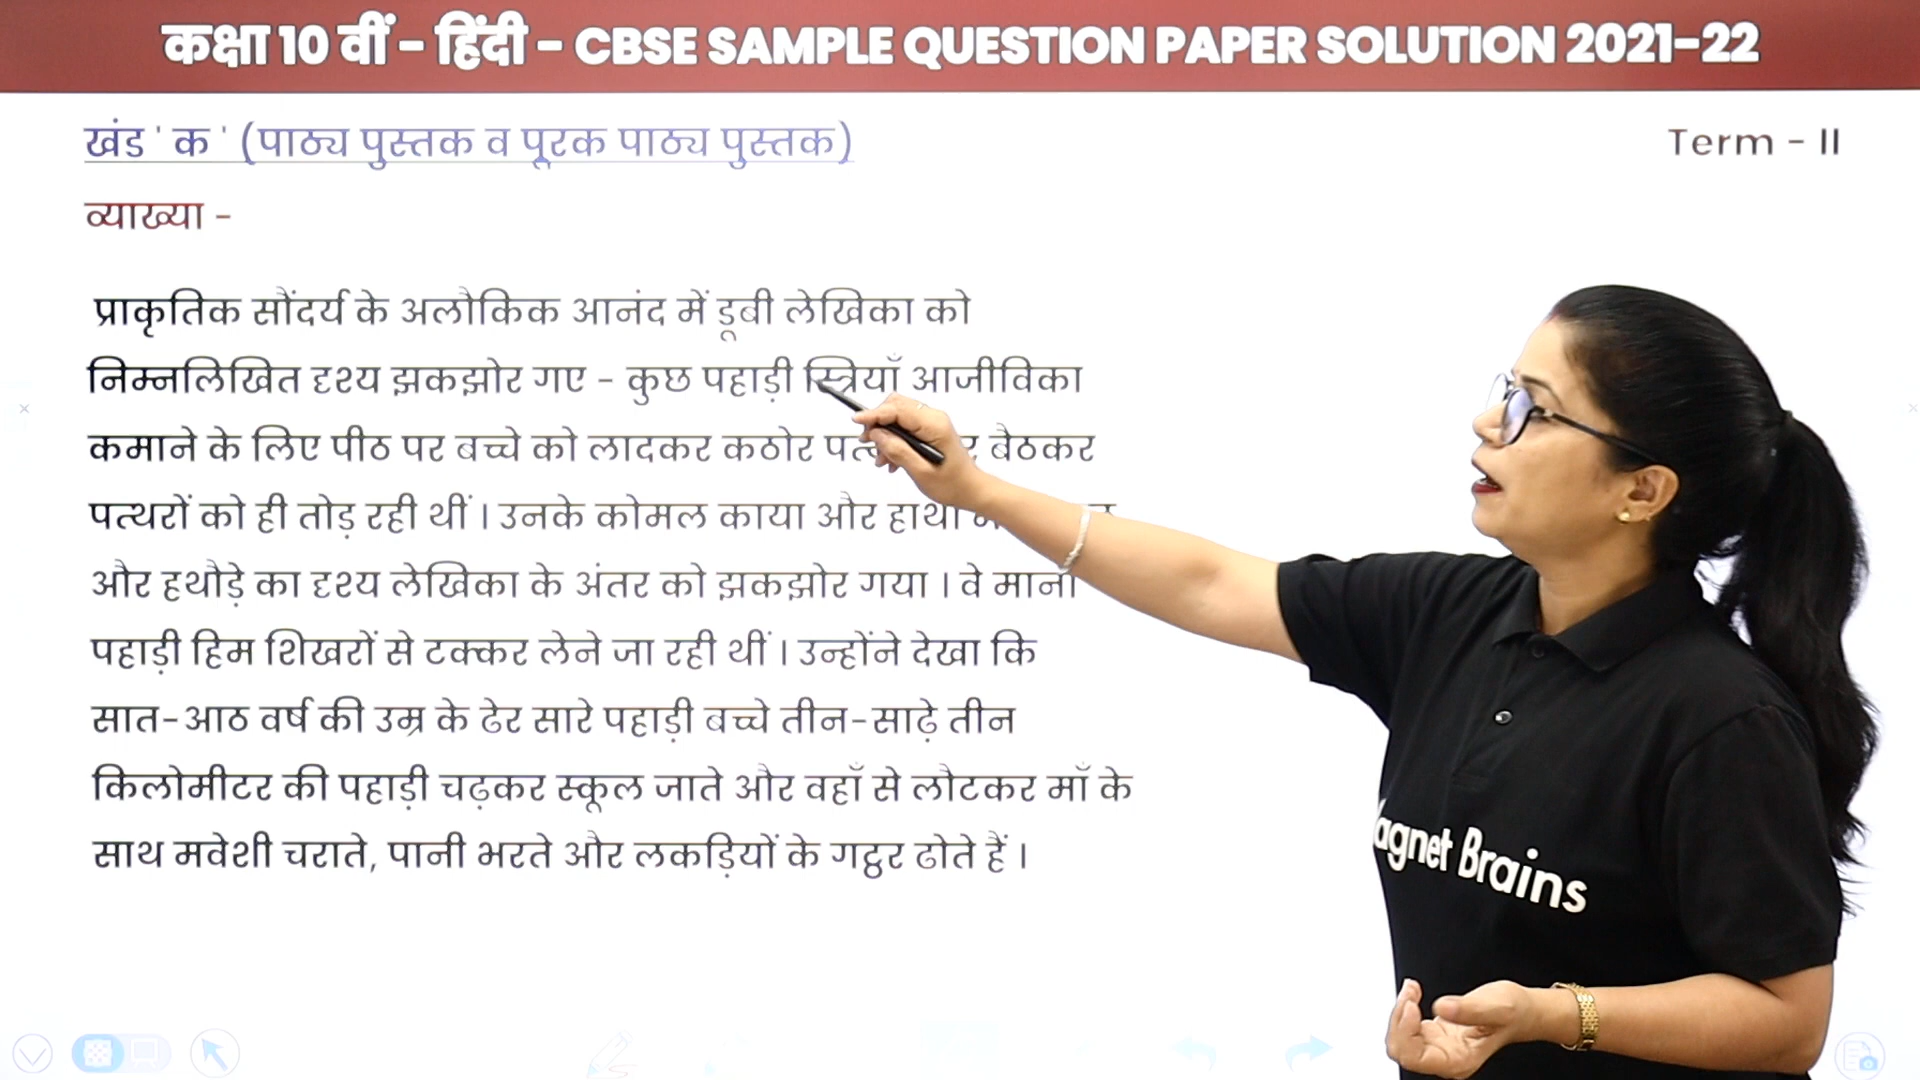 कक्षा 10 वीं - हिंदी - CBSE SAMPLE QUESTION PAPER SOLUTION 2021-22
खंड ' क ' (पाठ्य पुस्तक व पूरक पाठ्य पुस्तक)
Term - II
व्याख्या -
प्राकृतिक सौंदर्य के अलौकिक आनंद में डूबी लेखिका को
निम्नलिखित दृश्य झकझोर गए - कुछ पहाड़ी स्त्रियाँ आजीविका
कमाने के लिए पीठ पर बच्चे को लादकर कठोर बैठकर
पत्थरों को ही तोड़ रही थीं । उनके कोमल काया और
और हथौड़े का दृश्य लेखिका के अंतर को झकझोर गया । वे मानो
पहाड़ी हिम शिखरों से टक्कर लेने जा रही थीं । उन्होंने देखा कि
सात-आठ वर्ष की उम्र के ढेर सारे पहाड़ी बच्चे तीन-साढ़े तीन
किलोमीटर की पहाड़ी चढ़कर स्कूल जाते और वहाँ से लौटकर माँ के
साथ मवेशी चराते, पानी भरते और लकड़ियों के गट्ठर ढोते हैं ।
agnet Brains